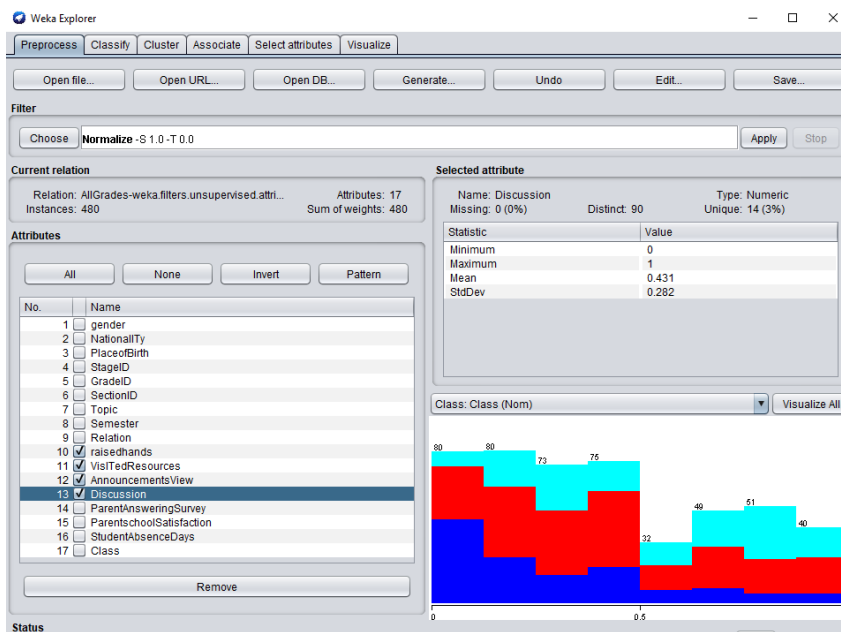 Weka Explorer
Preprocess Classify Cluster Associate Select attributes Visualize
Open file... Open URL... Open DB... Generate... Undo Edit... Save...
Filter
Choose Normalize -S 1.0 -T 0.0 Apply Stop
Current relation
Relation: AllGrades-weka.filters.unsupervised.attri... Attributes: 17
Instances: 480 Sum of weights: 480
Attributes
All None Invert Pattern
No. Name
1 gender
2 NationalITy
3 PlaceofBirth
4 StageID
5 GradeID
6 SectionID
7 Topic
8 Semester
9 Relation
10 raisedhands
11 VisITedResources
12 AnnouncementsView
13 Discussion
14 ParentAnsweringSurvey
15 ParentschoolSatisfaction
16 StudentAbsenceDays
17 Class
Remove
Status
Selected attribute
Name: Discussion Type: Numeric
Missing: 0 (0%) Distinct: 90 Unique: 14 (3%)
Statistic Value
Minimum 0
Maximum 1
Mean 0.431
StdDev 0.282
Class: Class (Nom) Visualize All
80 80 73 75 32 49 51 40
0 0.5